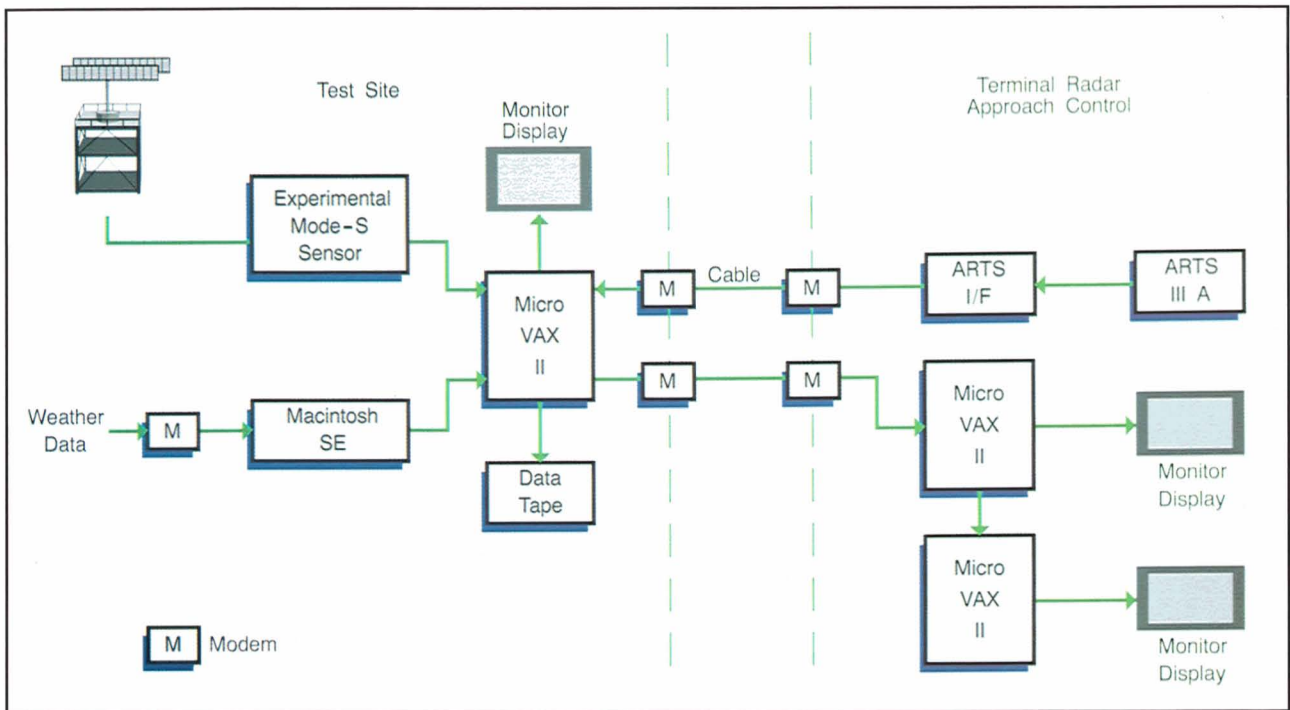 Test Site
Terminal Radar
Approach Control
Monitor
Display
Experimental
Mode-S
Sensor
Micro
VAX
II
M
Cable
M
ARTS
I/F
ARTS
III A
Weather
Data
M
Macintosh
SE
M
M
Micro
VAX
II
Monitor
Display
Data
Tape
Micro
VAX
II
Monitor
Display
M
Modem